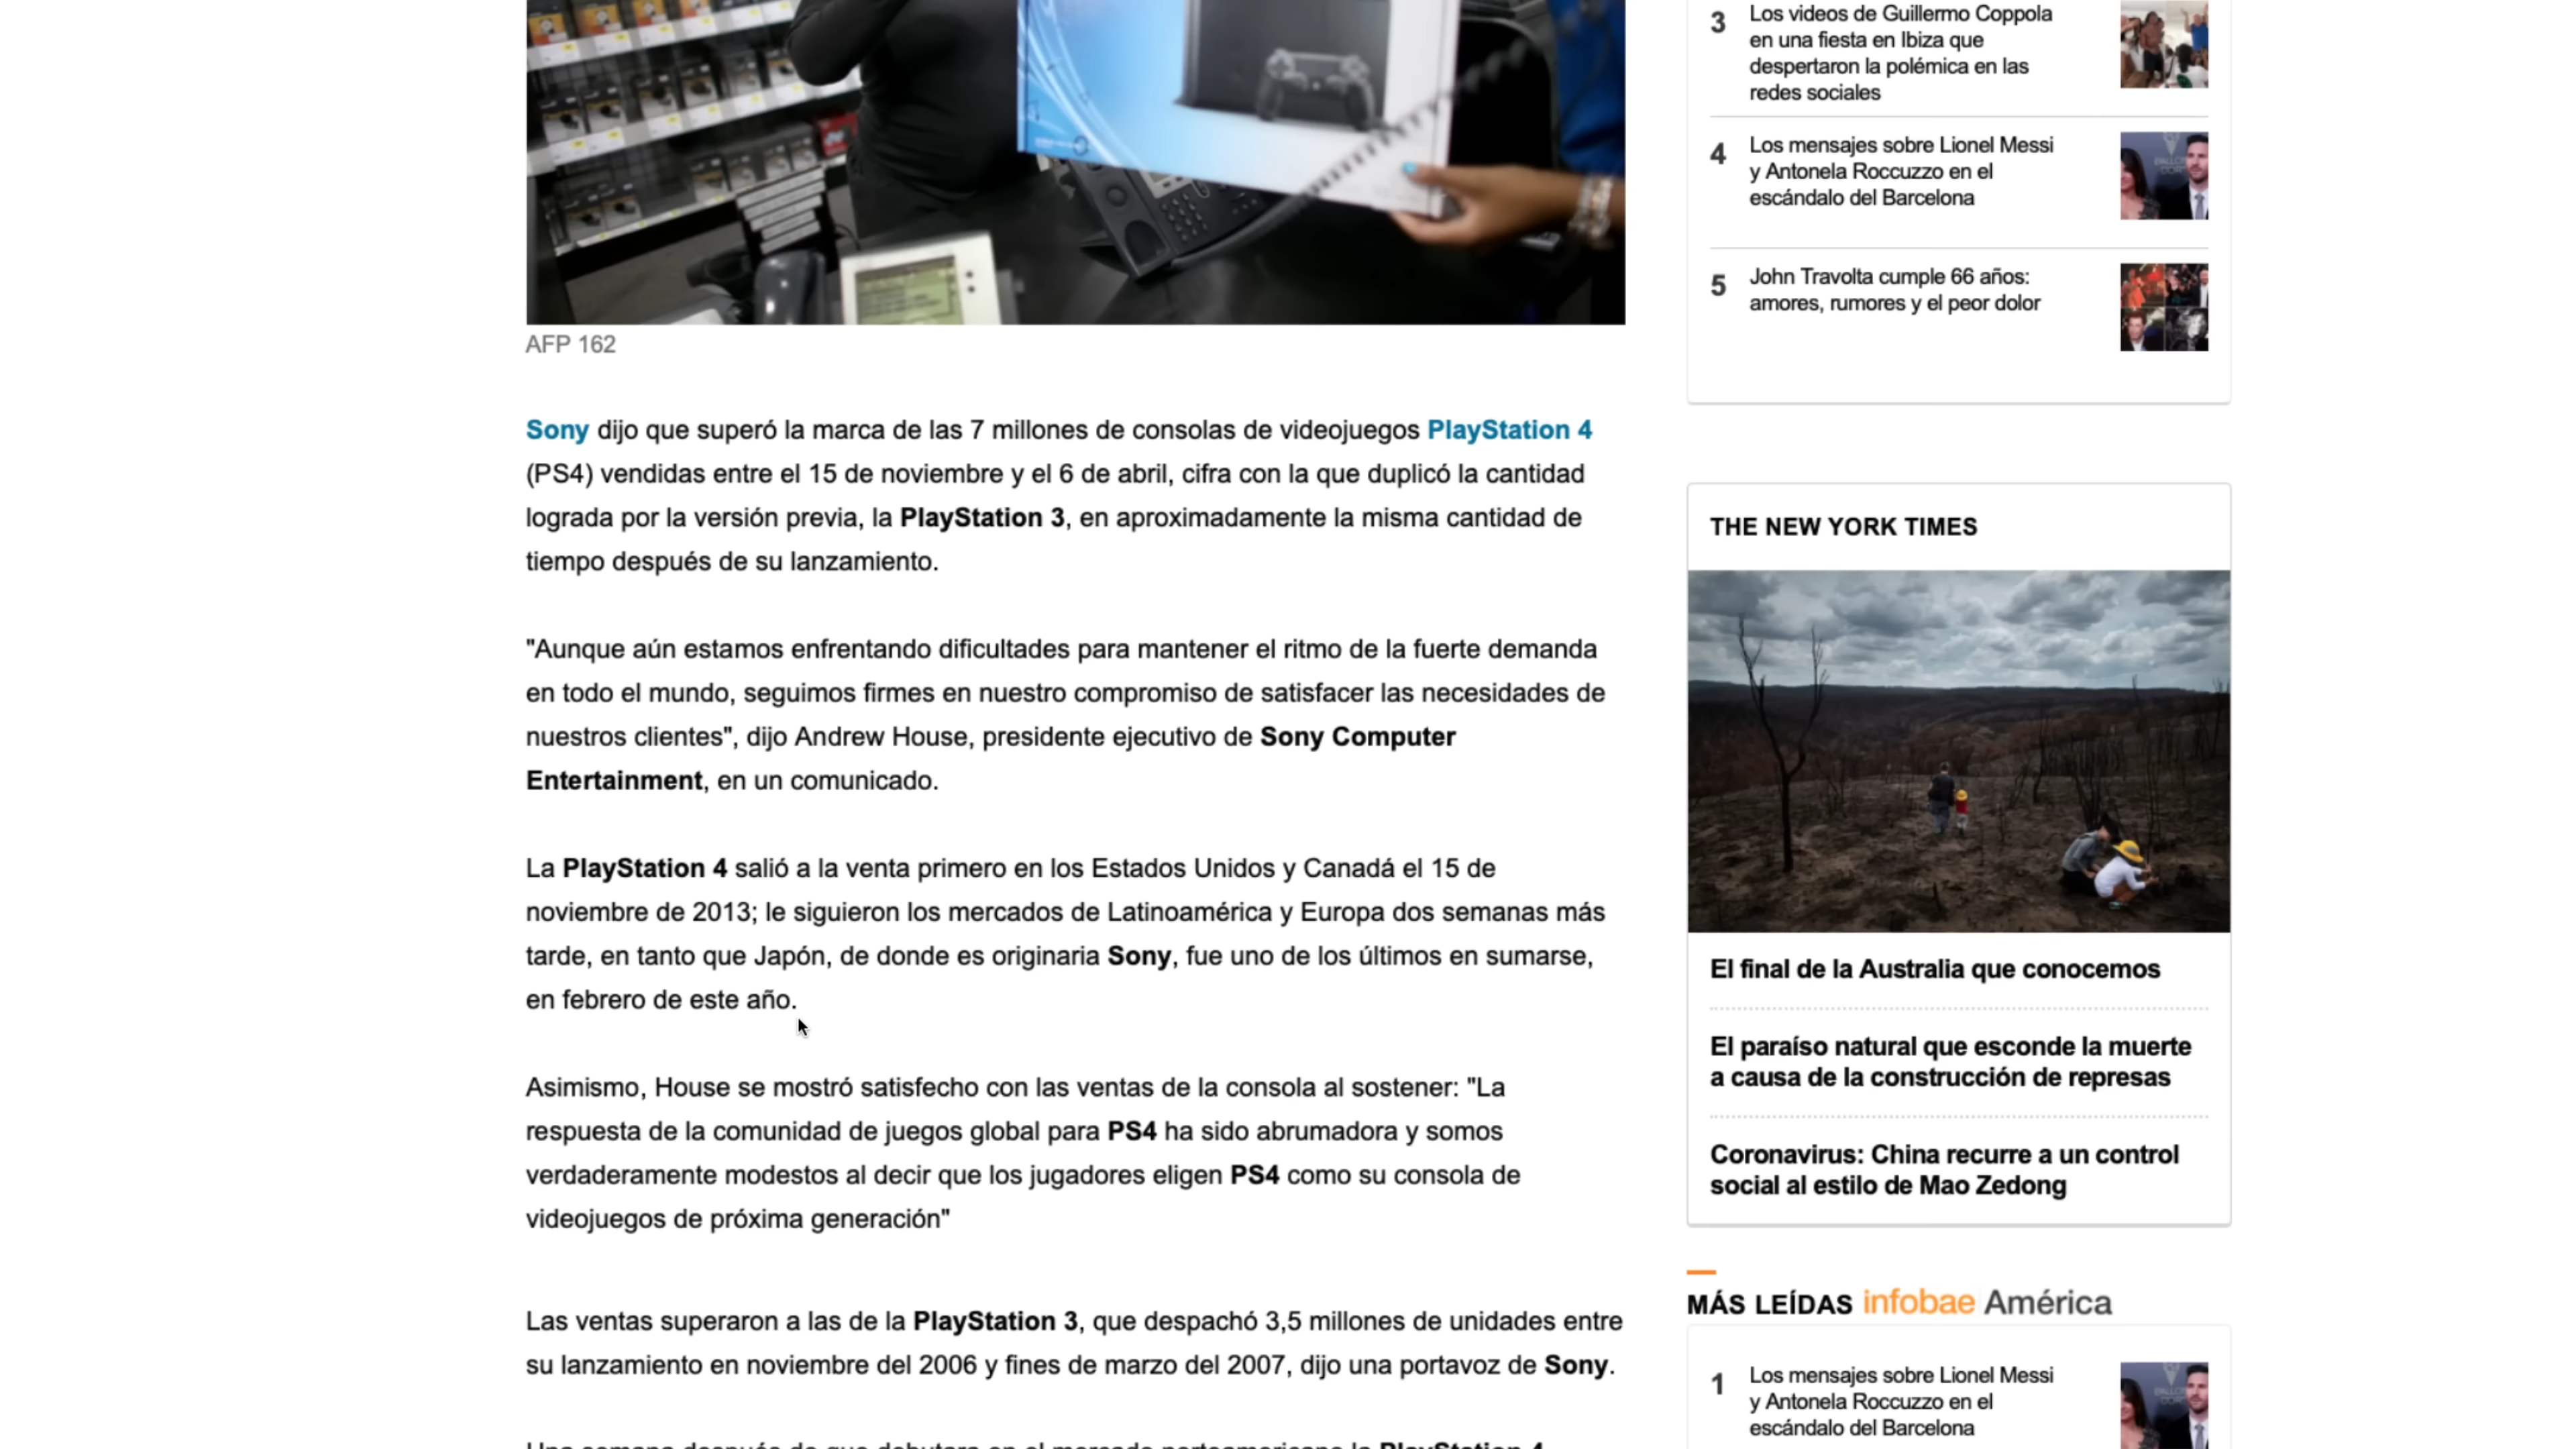 AFP 162
Sony dijo que superó la marca de las 7 millones de consolas de videojuegos PlayStation 4
(PS4) vendidas entre el 15 de noviembre y el 6 de abril, cifra con la que duplicó la cantidad
lograda por la versión previa, la PlayStation 3, en aproximadamente la misma cantidad de
tiempo después de su lanzamiento.
"Aunque aún estamos enfrentando dificultades para mantener el ritmo de la fuerte demanda
en todo el mundo, seguimos firmes en nuestro compromiso de satisfacer las necesidades de
nuestros clientes", dijo Andrew House, presidente ejecutivo de Sony Computer
Entertainment, en un comunicado.
La PlayStation 4 salió a la venta primero en los Estados Unidos y Canadá el 15 de
noviembre de 2013; le siguieron los mercados de Latinoamérica y Europa dos semanas más
tarde, en tanto que Japón, de donde es originaria Sony, fue uno de los últimos en sumarse,
en febrero de este año.
Asimismo, House se mostró satisfecho con las ventas de la consola al sostener: "La
respuesta de la comunidad de juegos global para PS4 ha sido abrumadora y somos
verdaderamente modestos al decir que los jugadores eligen PS4 como su consola de
videojuegos de próxima generación"
Las ventas superaron a las de la PlayStation 3, que despachó 3,5 millones de unidades entre
su lanzamiento en noviembre del 2006 y fines de marzo del 2007, dijo una portavoz de Sony.
Una semana después de que debutara en el mercado norteamericano la PlayStation 4
3 Los videos de Guillermo Coppola
en una fiesta en Ibiza que
despertaron la polémica en las
redes sociales
4 Los mensajes sobre Lionel Messi
y Antonela Roccuzzo en el
escándalo del Barcelona
5 John Travolta cumple 66 años:
amores, rumores y el peor dolor
THE NEW YORK TIMES
El final de la Australia que conocemos
El paraíso natural que esconde la muerte
a causa de la construcción de represas
Coronavirus: China recurre a un control
social al estilo de Mao Zedong
MÁS LEÍDAS infobae América
1 Los mensajes sobre Lionel Messi
y Antonela Roccuzzo en el
escándalo del Barcelona